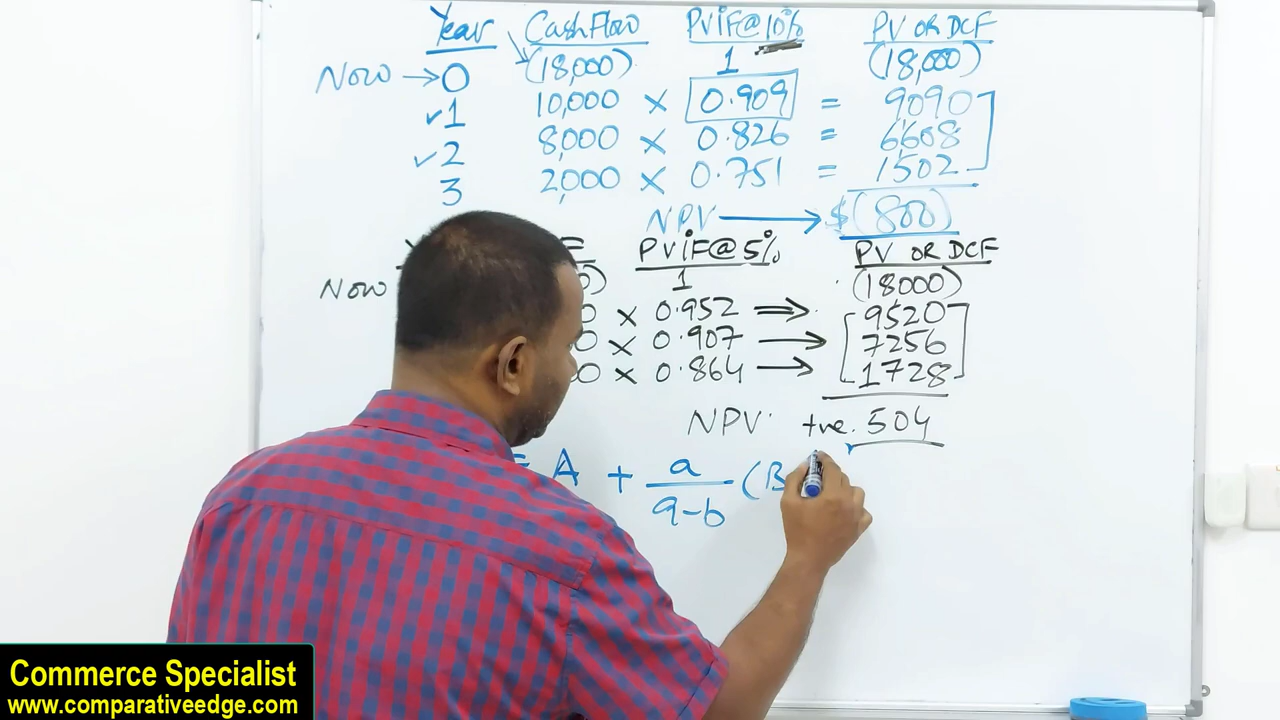 Year Cash Flow PViF@10% PV OR DCF
Now → 0 (18,000) 1 (18,000)
✓1 10,000 × 0.909 = 9090
✓2 8,000 × 0.826 = 6608
3 2,000 × 0.751 = 1502
NPV → $(800)
PViF@5% PV OR DCF
Now 1 (18000)
0 × 0.952 ⇒ 9520
0 × 0.907 → 7256
0 × 0.864 → 1728
NPV +ve. 504
= A + a/a-b (B
Commerce Specialist
www.comparativeedge.com